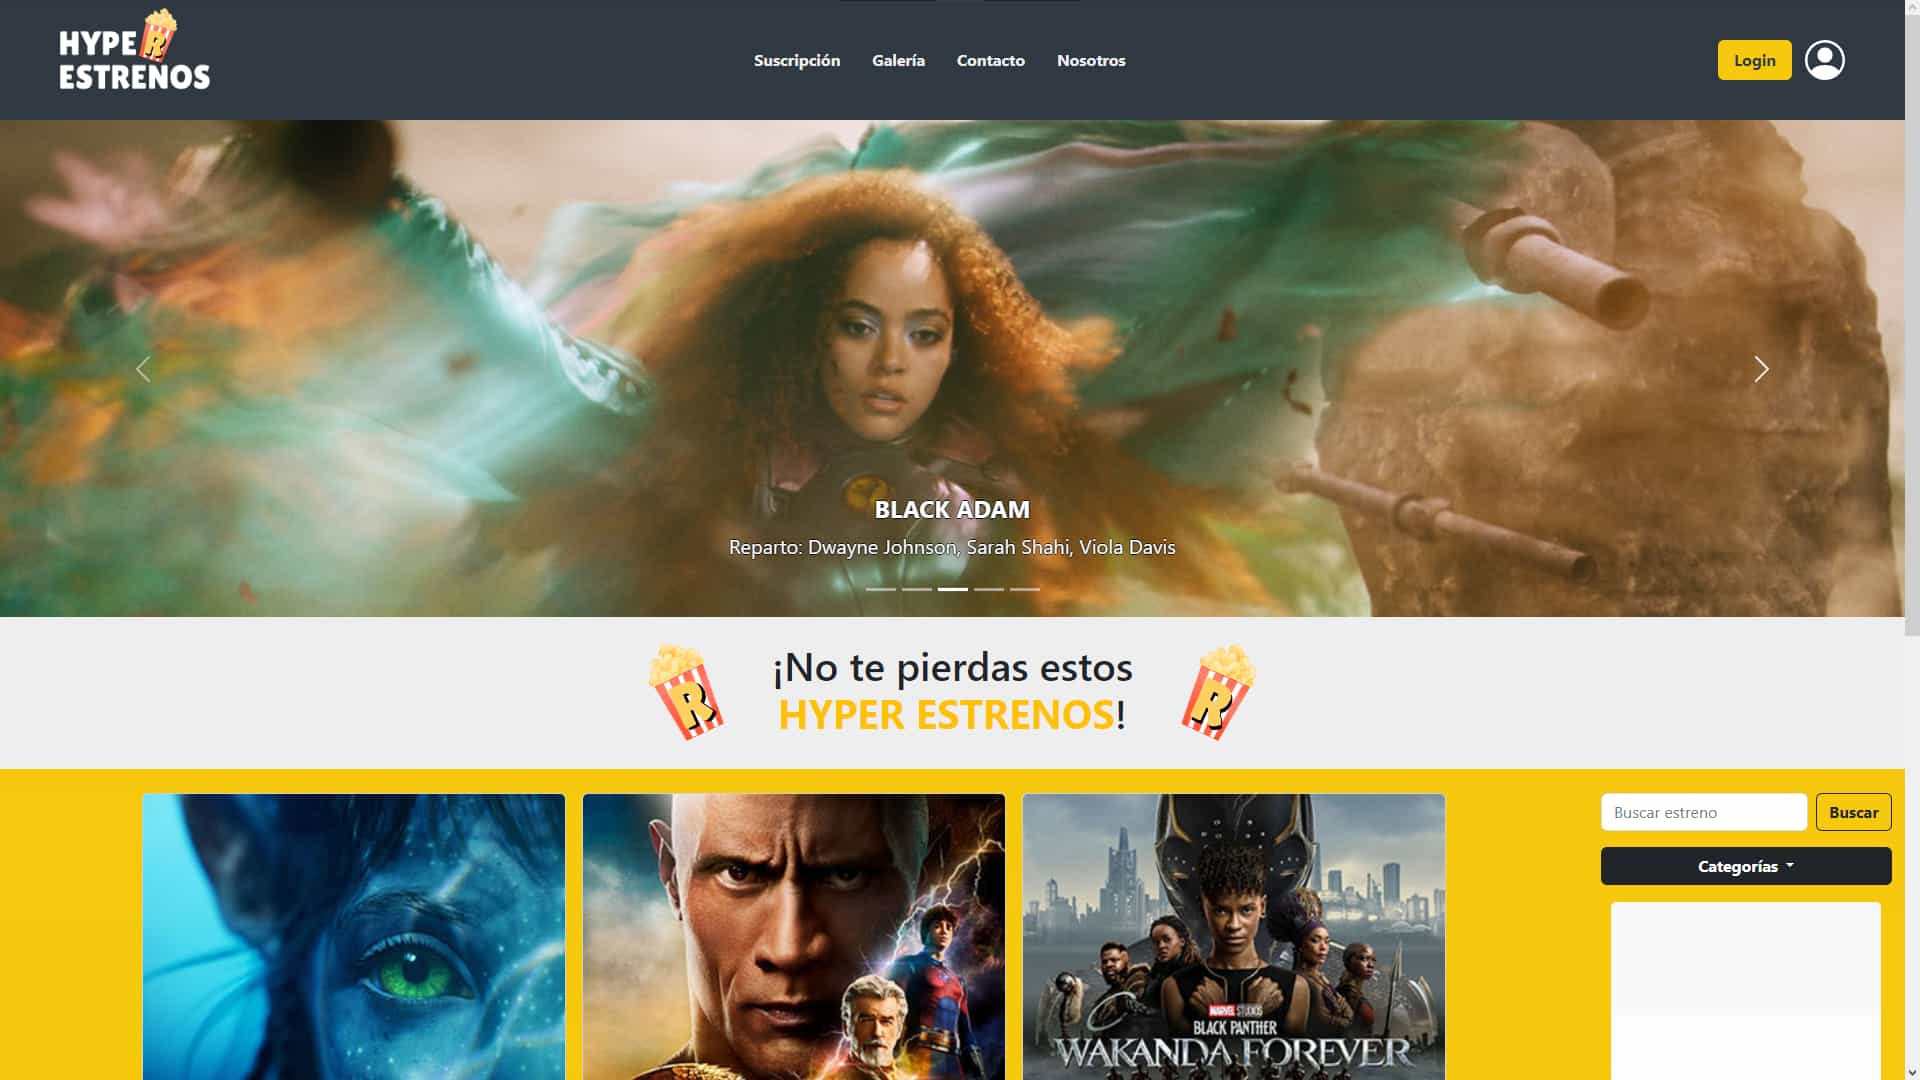 HYPE R
ESTRENOS
Suscripción
Galería
Contacto
Nosotros
Login
BLACK ADAM
Reparto: Dwayne Johnson, Sarah Shahi, Viola Davis
R
¡No te pierdas estos
HYPER ESTRENOS!
R
Buscar estreno
Buscar
Categorías
MARVEL STUDIOS
BLACK PANTHER
WAKANDA FOREVER